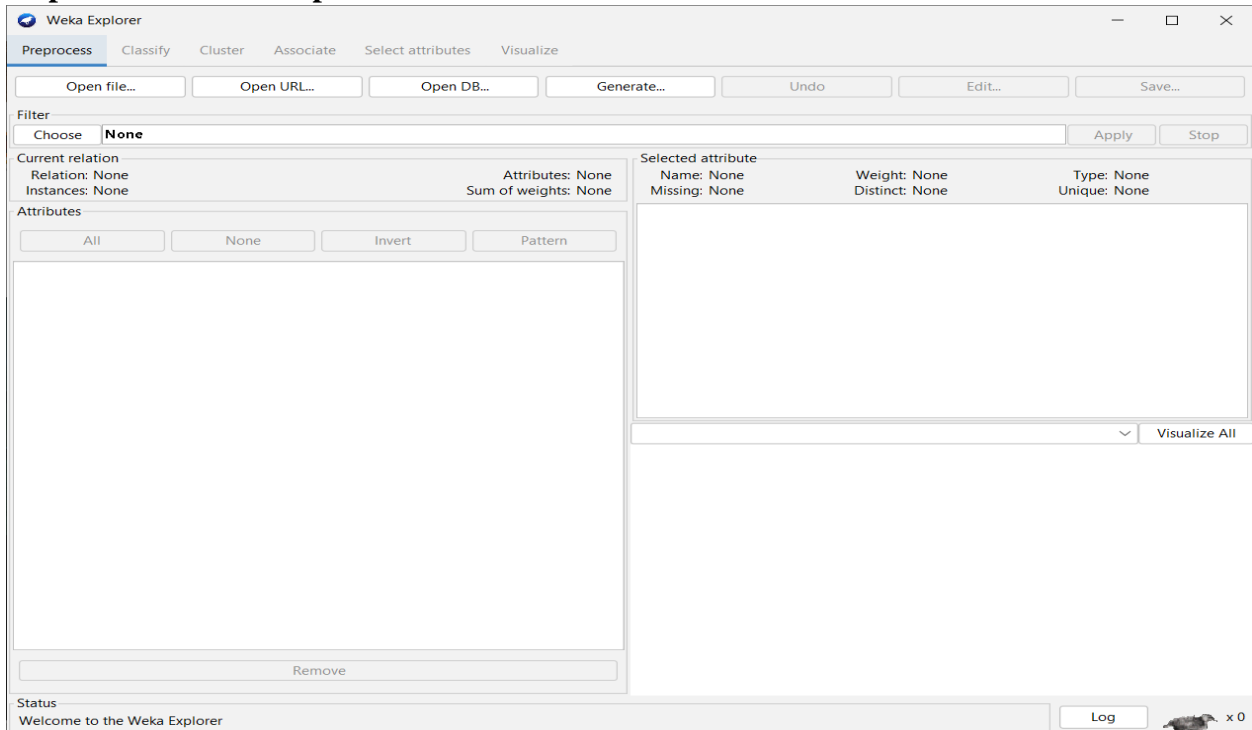 Weka Explorer
Preprocess Classify Cluster Associate Select attributes Visualize
Open file... Open URL... Open DB... Generate... Undo Edit... Save...
Filter
Choose None Apply Stop
Current relation
Relation: None Attributes: None
Instances: None Sum of weights: None
Selected attribute
Name: None Weight: None Type: None
Missing: None Distinct: None Unique: None
Attributes
All None Invert Pattern
Visualize All
Remove
Status
Welcome to the Weka Explorer
Log x 0